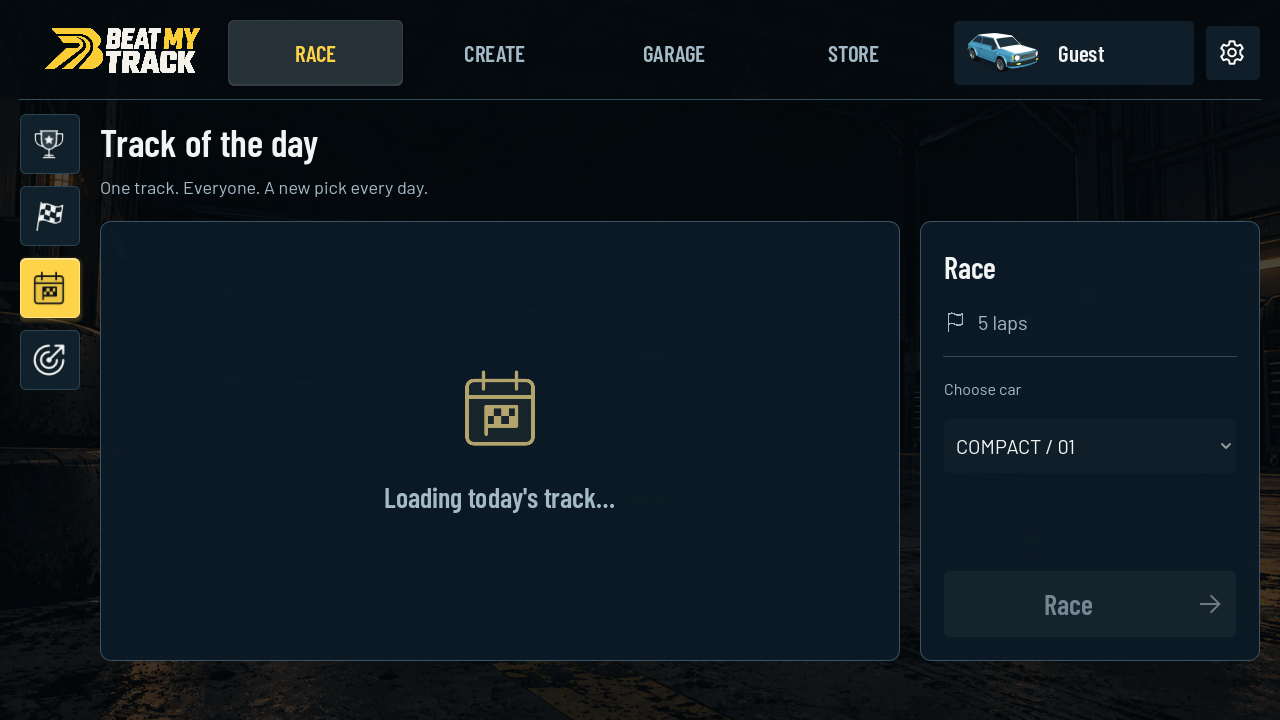 BEAT MY
TRACK
RACE
CREATE
GARAGE
STORE
Guest
Track of the day
One track. Everyone. A new pick every day.
Loading today's track...
Race
5 laps
Choose car
COMPACT / 01
Race